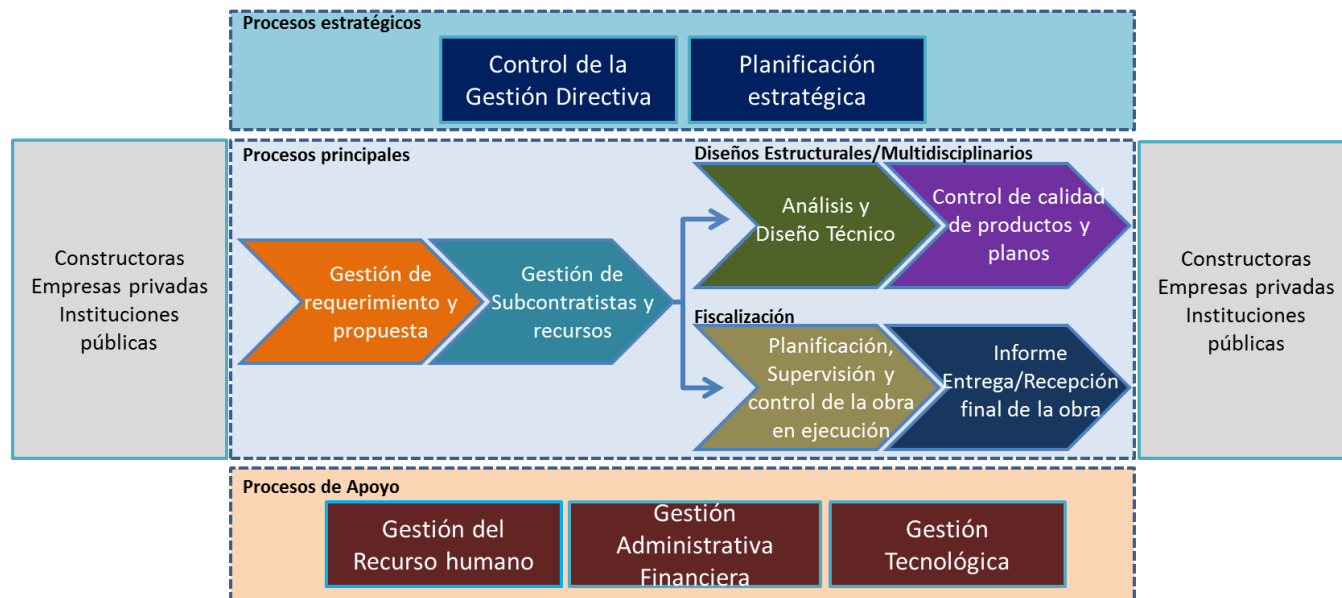 Procesos estratégicos
Control de la
Gestión Directiva
Planificación
estratégica
Constructoras
Empresas privadas
Instituciones
públicas
Procesos principales
Gestión de
requerimiento y
propuesta
Gestión de
Subcontratistas y
recursos
Diseños Estructurales/Multidisciplinarios
Análisis y
Diseño Técnico
Control de calidad
de productos y
planos
Fiscalización
Planificación,
Supervisión y
control de la obra
en ejecución
Informe
Entrega/Recepción
final de la obra
Constructoras
Empresas privadas
Instituciones
públicas
Procesos de Apoyo
Gestión del
Recurso humano
Gestión
Administrativa
Financiera
Gestión
Tecnológica